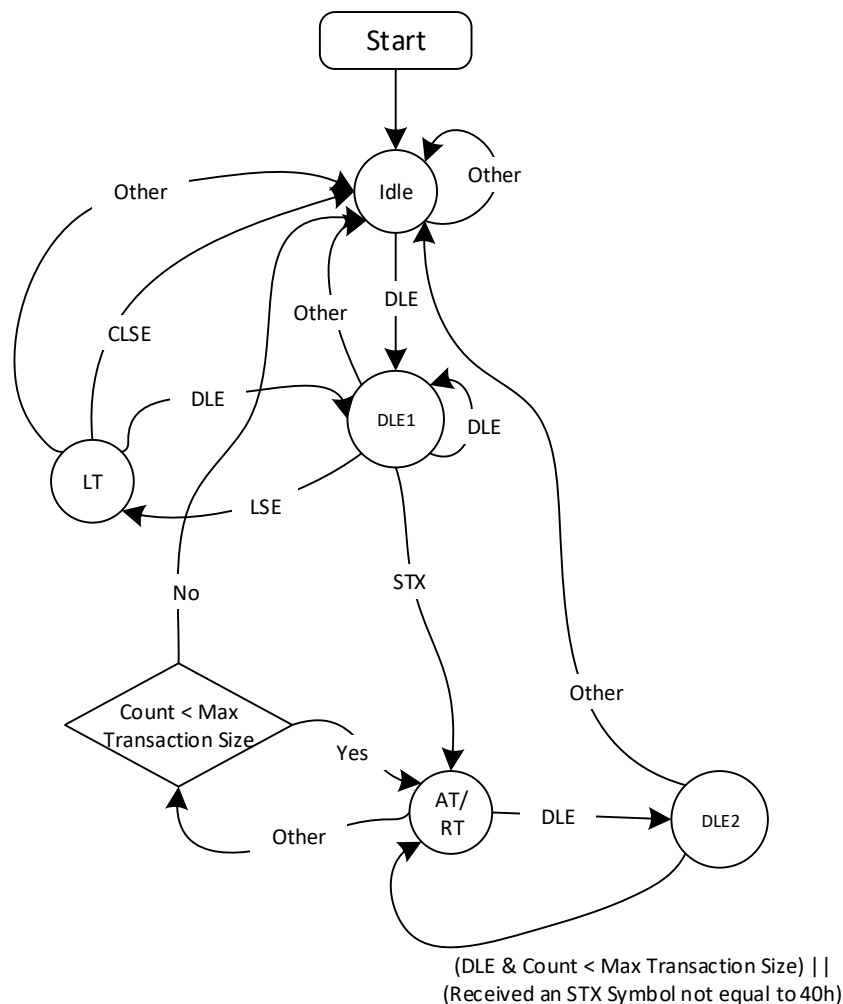 Start
Idle
Other
Other
DLE
Other
CLSE
DLE
DLE1
DLE
LT
LSE
STX
No
Count < Max
Transaction Size
Yes
Other
AT/
RT
DLE
DLE2
Other
(DLE & Count < Max Transaction Size) ||
(Received an STX Symbol not equal to 40h)